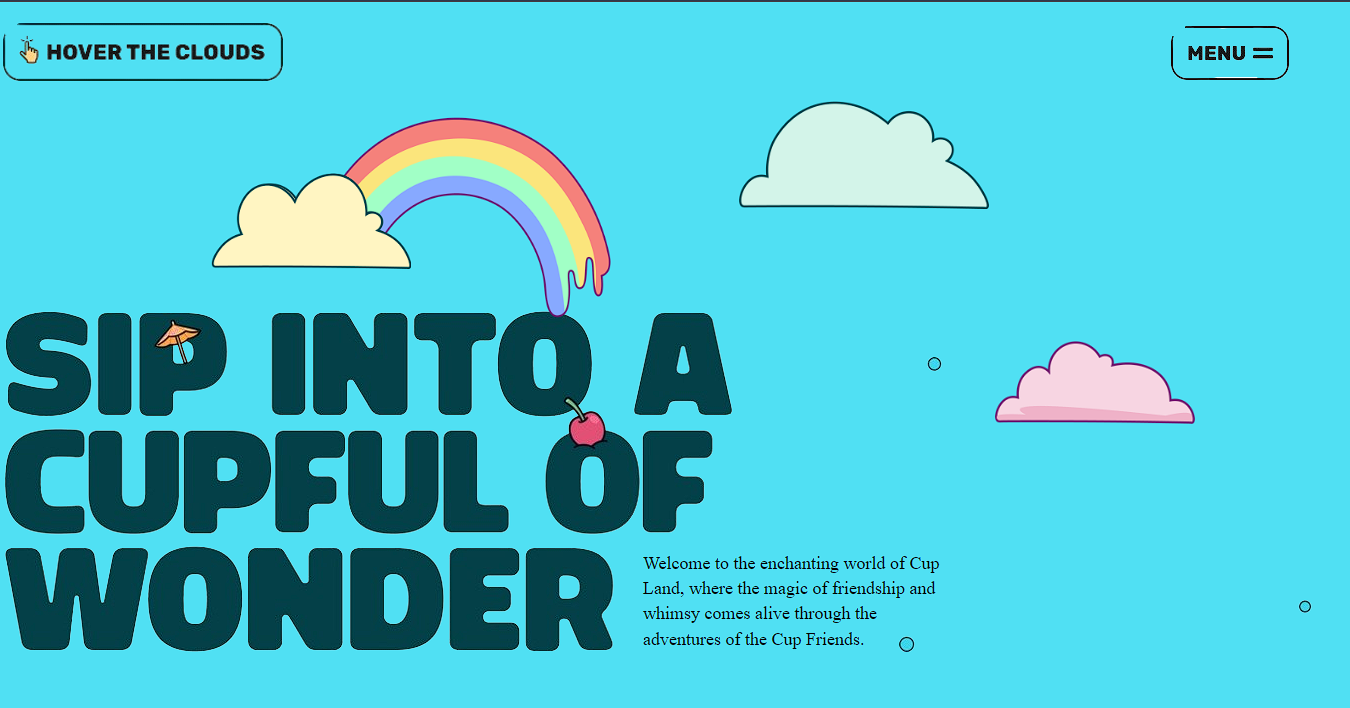 HOVER THE CLOUDS
MENU
SIP INTO A
CUPFUL OF
WONDER
Welcome to the enchanting world of Cup
Land, where the magic of friendship and
whimsy comes alive through the
adventures of the Cup Friends.